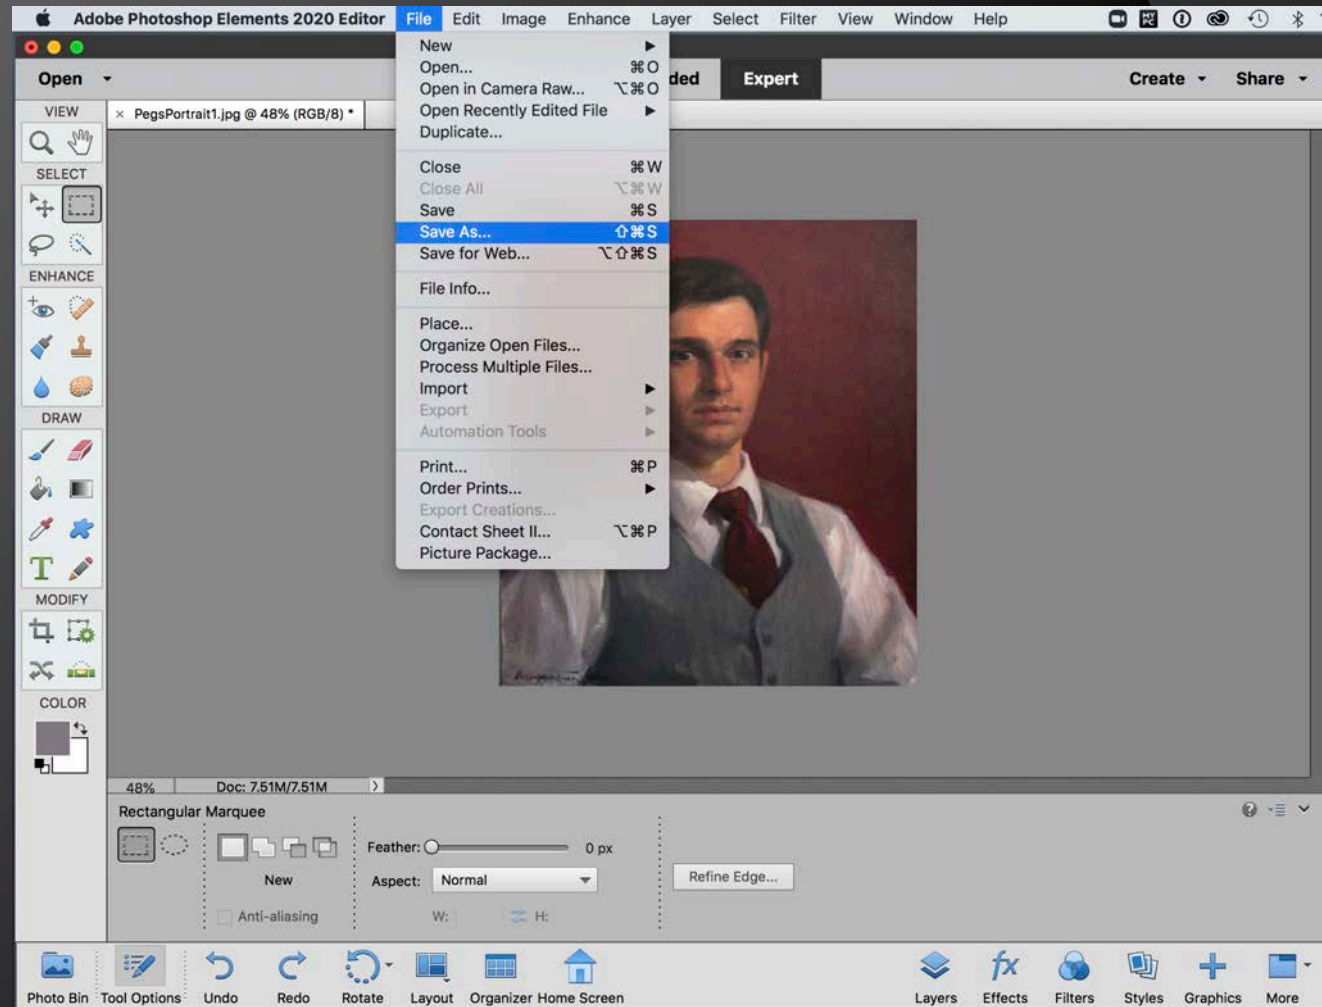 Adobe Photoshop Elements 2020 Editor File Edit Image Enhance Layer Select Filter View Window Help
Open ded Expert Create Share
PegsPortrait1.jpg @ 48% (RGB/8) *
New
Open... ⌘O
Open in Camera Raw... ⌥⌘O
Open Recently Edited File
Duplicate...
Close ⌘W
Close All ⌥⌘W
Save ⌘S
Save As... ⇧⌘S
Save for Web... ⌥⇧⌘S
File Info...
Place...
Organize Open Files...
Process Multiple Files...
Import
Export
Automation Tools
Print... ⌘P
Order Prints...
Export Creations...
Contact Sheet II... ⌥⌘P
Picture Package...
VIEW
SELECT
ENHANCE
DRAW
T
MODIFY
COLOR
48% Doc: 7.51M/7.51M
Rectangular Marquee
New
Anti-aliasing
Feather: 0 px
Aspect: Normal
W: H:
Refine Edge...
Photo Bin Tool Options Undo Redo Rotate Layout Organizer Home Screen Layers Effects Filters Styles Graphics More